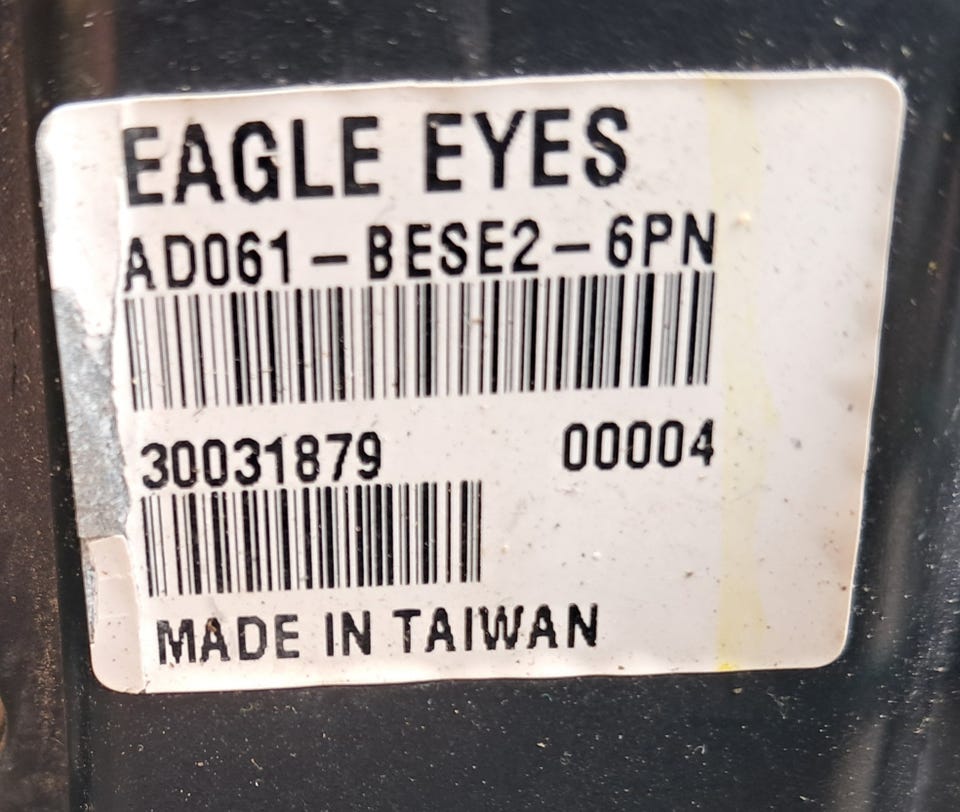 EAGLE EYES
AD061-BESE2-6PN
30031879 00004
MADE IN TAIWAN